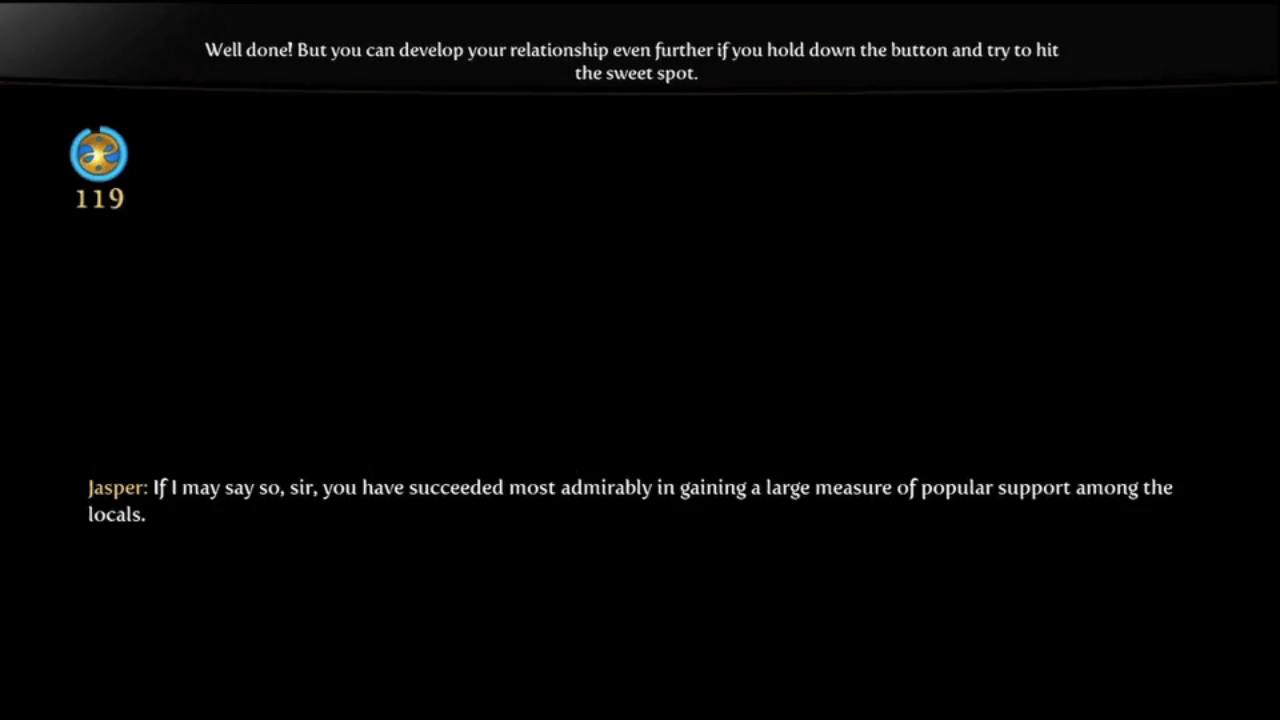 Well done! But you can develop your relationship even further if you hold down the button and try to hit
the sweet spot.
119
Jasper: If I may say so, sir, you have succeeded most admirably in gaining a large measure of popular support among the
locals.